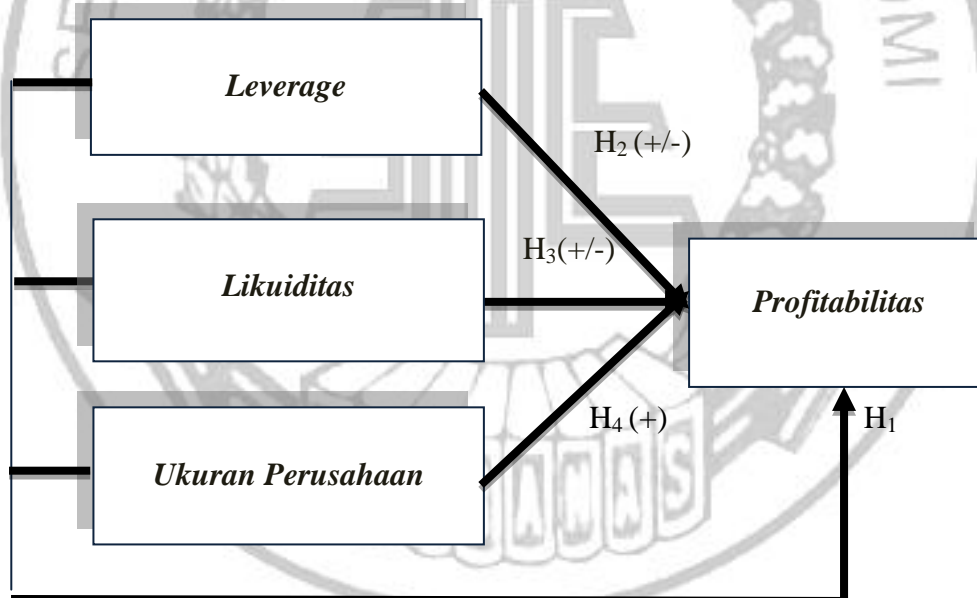 Leverage
H₂ (+/-)
H₃(+/-)
Likuiditas
Profitabilitas
H₄ (+)
H₁
Ukuran Perusahaan